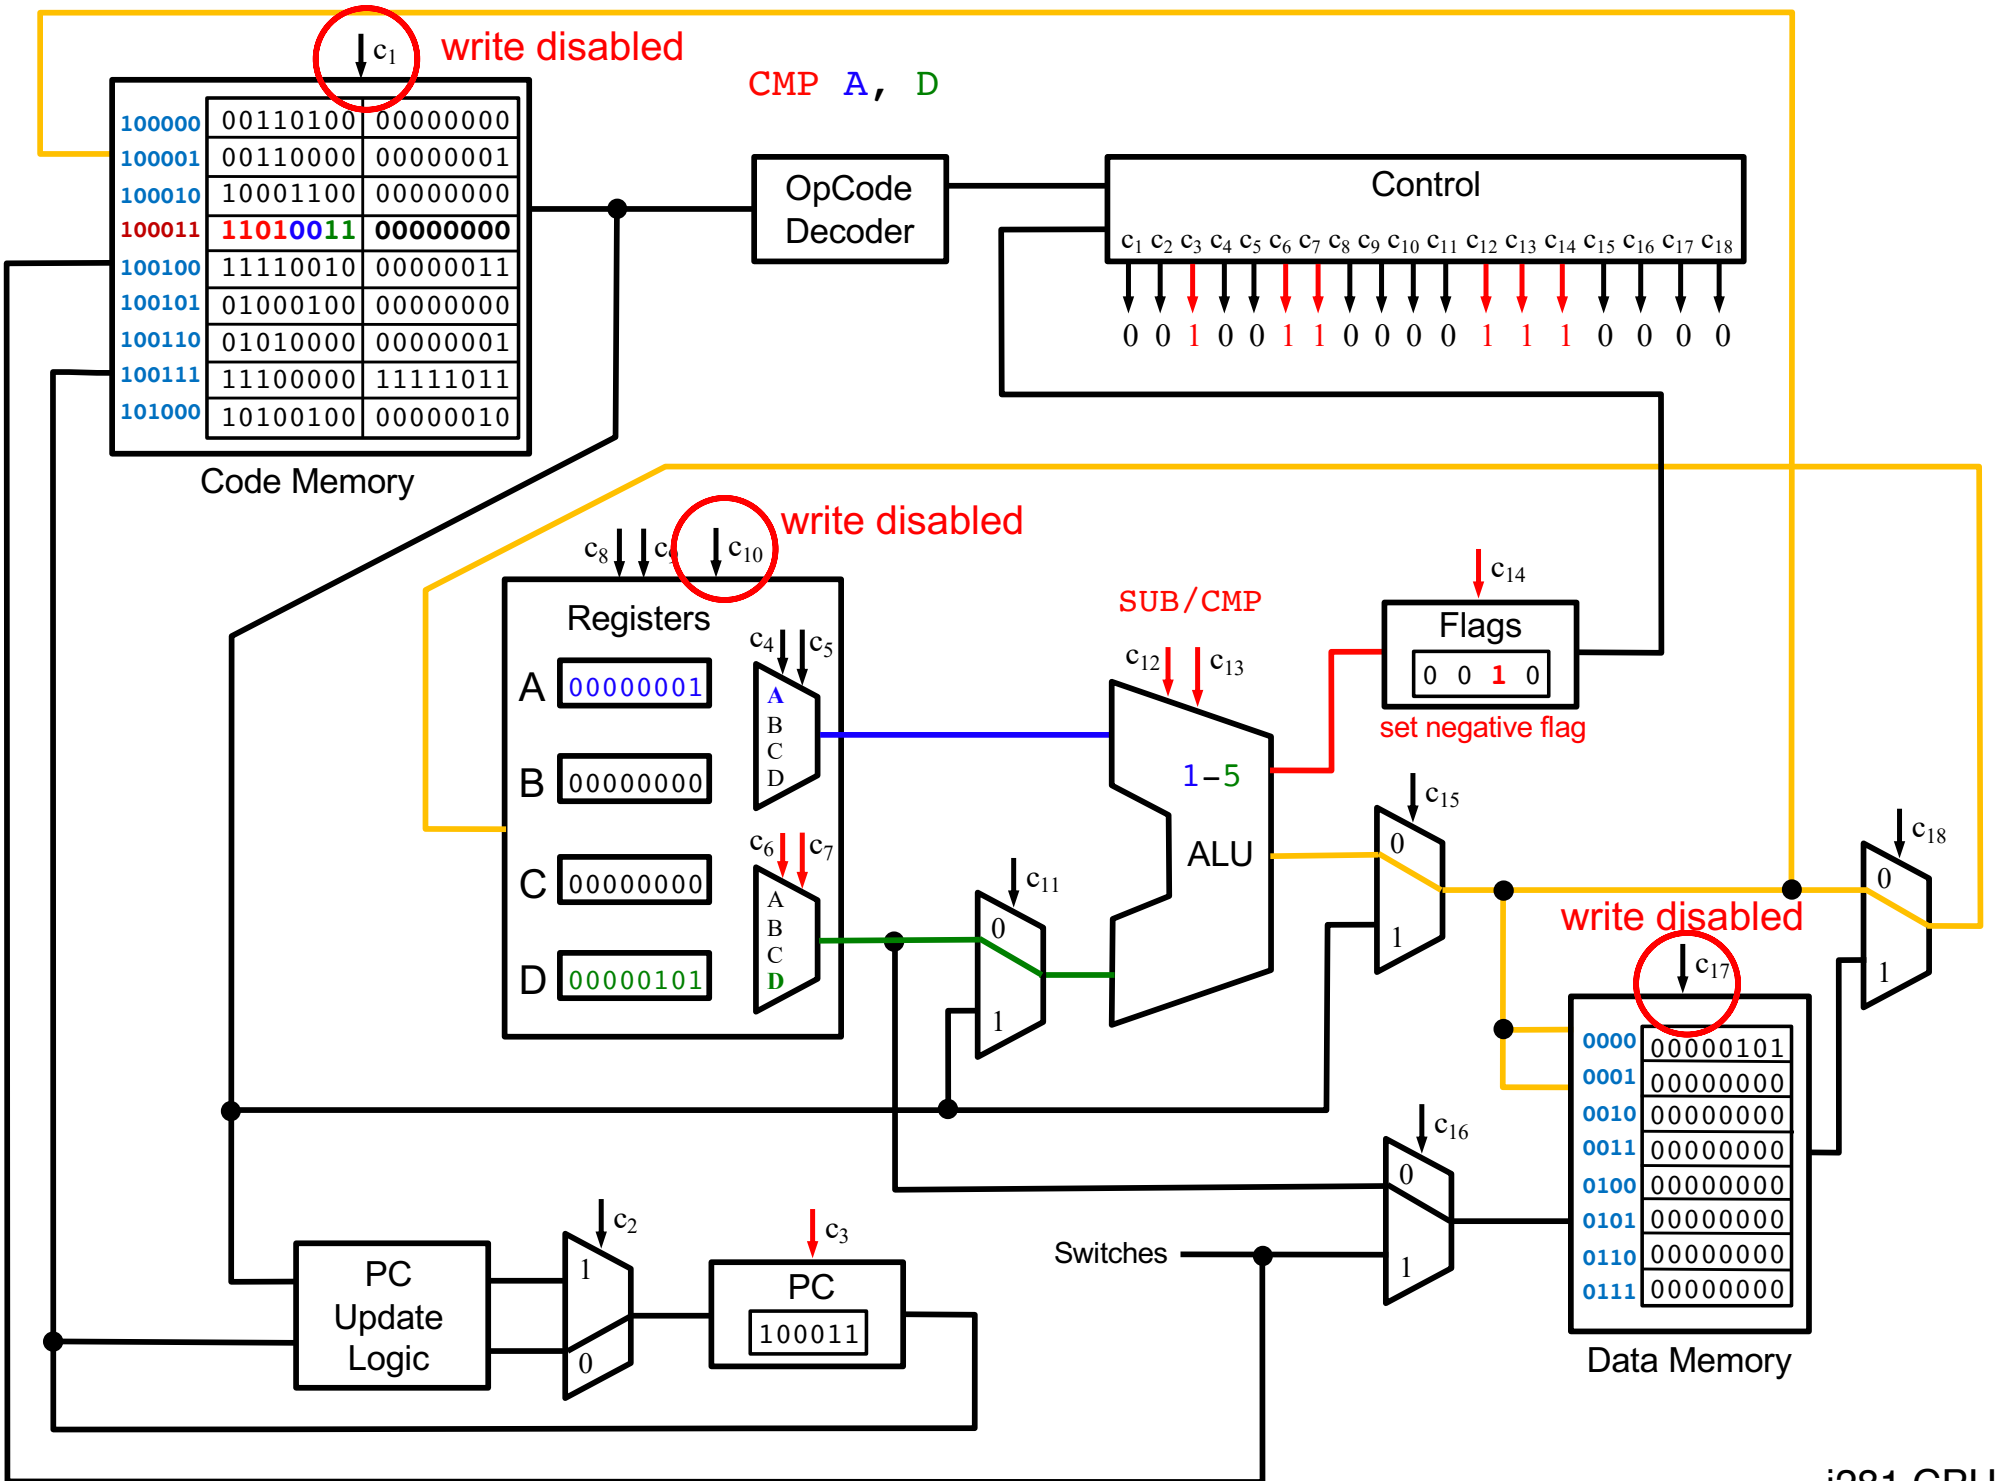 c1 write disabled
CMP A, D
100000 00110100 00000000
100001 00110000 00000001
100010 10001100 00000000
100011 11010011 00000000
100100 11110010 00000011
100101 01000100 00000000
100110 01010000 00000001
100111 11100000 11111011
101000 10100100 00000010
Code Memory
OpCode
Decoder
Control
c1 c2 c3 c4 c5 c6 c7 c8 c9 c10 c11 c12 c13 c14 c15 c16 c17 c18
0 0 1 0 0 1 1 0 0 0 0 1 1 1 0 0 0 0
write disabled
c8 c9 c10
Registers
c4 c5
A 00000001
B 00000000
C 00000000
D 00000101
A
B
C
D
c6 c7
A
B
C
D
c11
0
1
SUB/CMP
c12 c13
1-5
ALU
c14
Flags
0 0 1 0
set negative flag
c15
0
1
c18
0
1
write disabled
c17
0000 00000101
0001 00000000
0010 00000000
0011 00000000
0100 00000000
0101 00000000
0110 00000000
0111 00000000
Data Memory
c16
0
1
Switches
PC
Update
Logic
c2
1
0
c3
PC
100011
i281 CPU